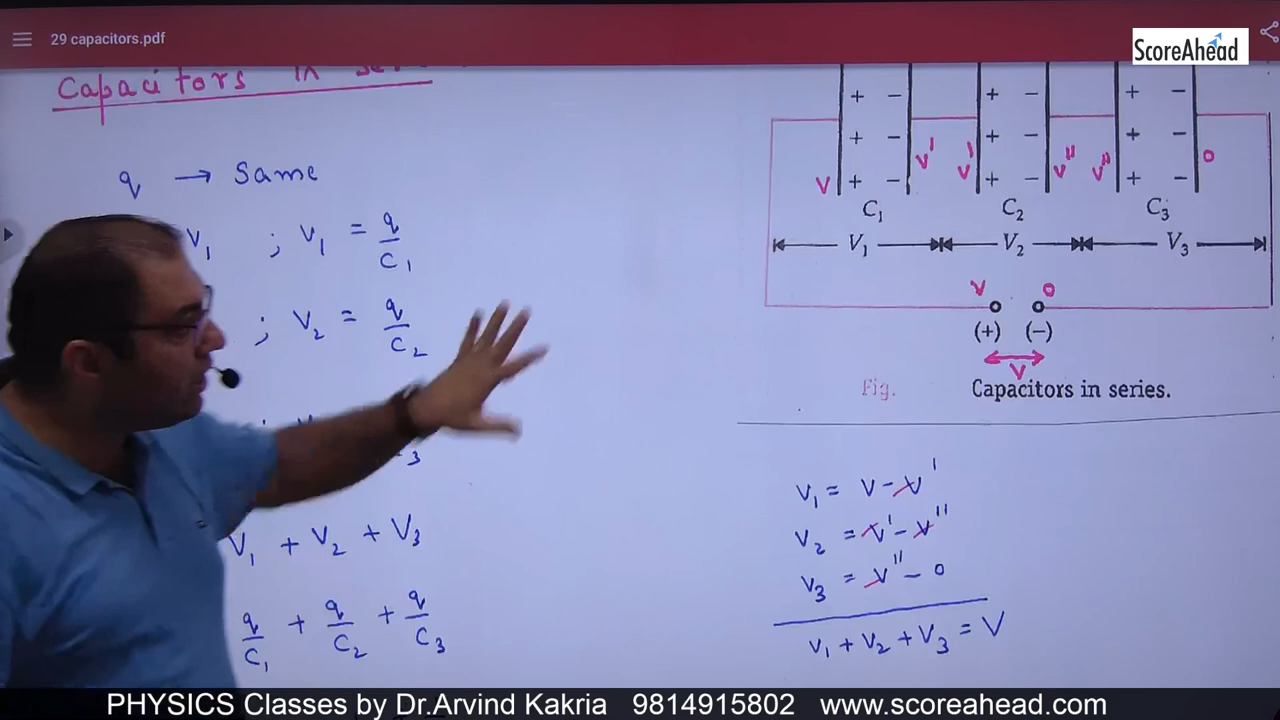 29 capacitors.pdf
ScoreAhead
Capacitors in
q → Same
V₁ ; V₁ = q/C₁
; V₂ = q/C₂
3
V₁ + V₂ + V₃
q/C₁ + q/C₂ + q/C₃
+ − + − + −
+ − + − + −
V + − V' V' + − V'' V'' + − 0
C₁ C₂ C₃
V₁ V₂ V₃
V 0
(+) (−)
V
Fig. Capacitors in series.
V₁ = V − V'
V₂ = V' − V''
V₃ = V'' − 0
V₁ + V₂ + V₃ = V
PHYSICS Classes by Dr.Arvind Kakria 9814915802 www.scoreahead.com